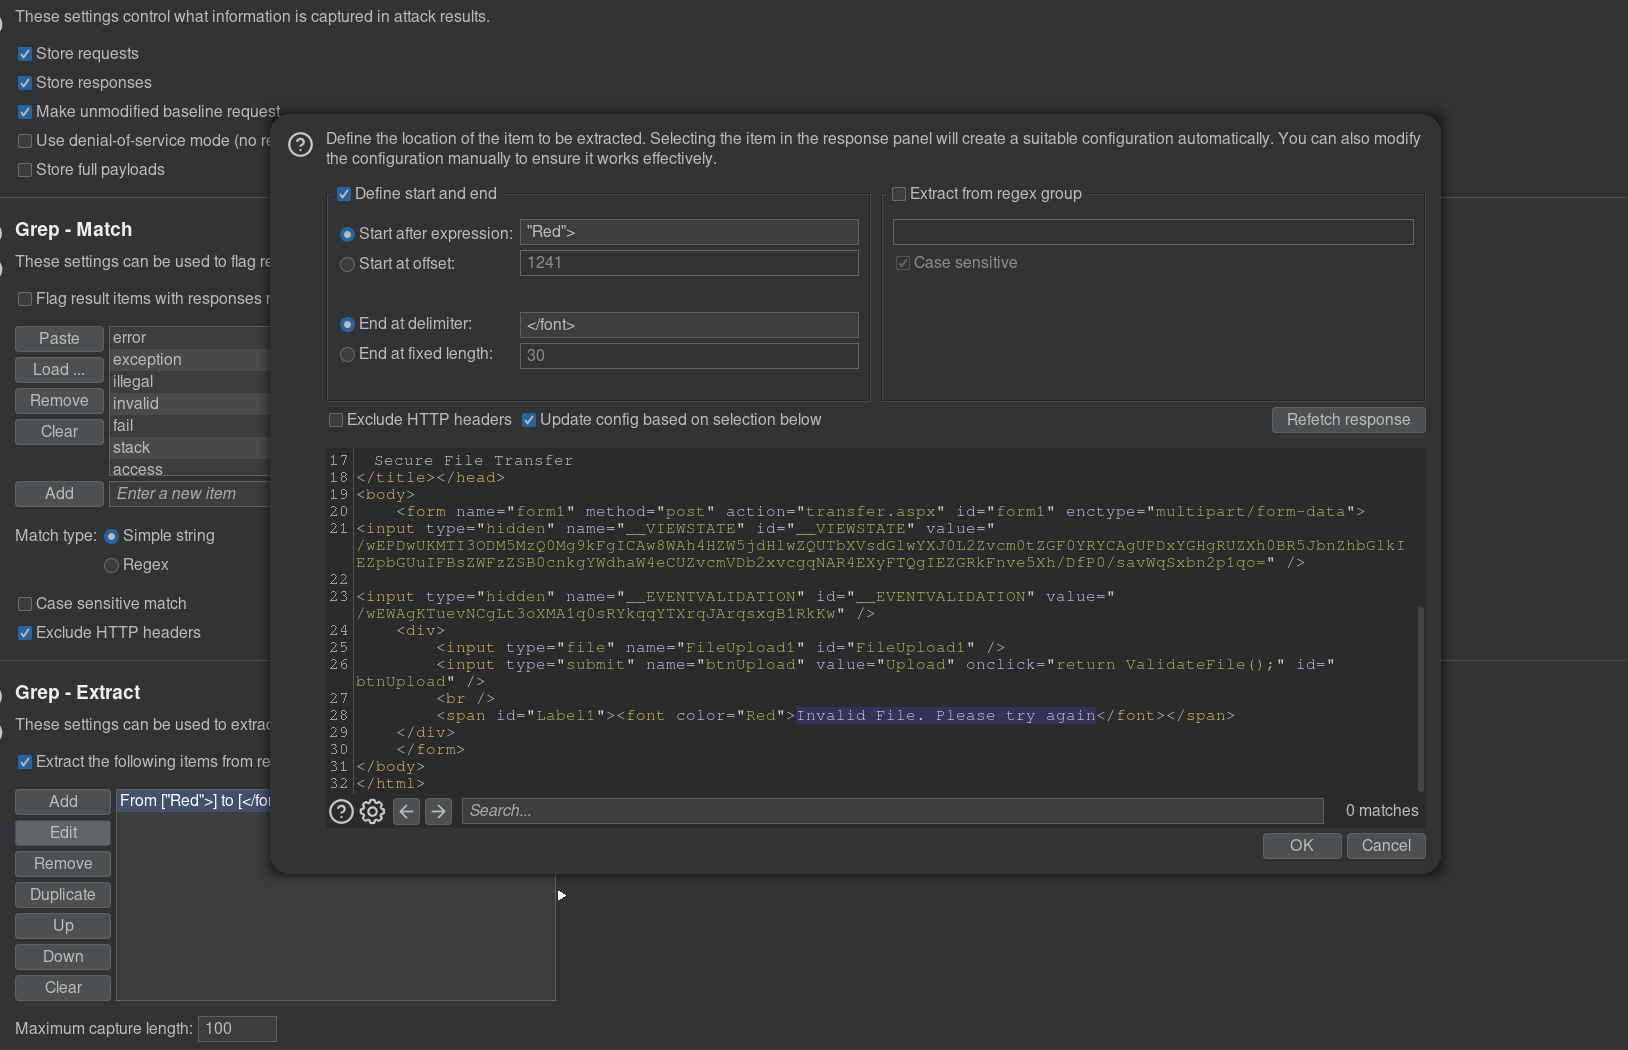 These settings control what information is captured in attack results.
Store requests
Store responses
Make unmodified baseline request
Use denial-of-service mode (no re
Store full payloads
Grep - Match
These settings can be used to flag re
Flag result items with responses
Paste
Load ...
Remove
Clear
error
exception
illegal
invalid
fail
stack
access
Add
Enter a new item
Match type:
Simple string
Regex
Case sensitive match
Exclude HTTP headers
Grep - Extract
These settings can be used to extrac
Extract the following items from re
Add
Edit
Remove
Duplicate
Up
Down
Clear
From ["Red">] to [</for
Maximum capture length:
100
Define the location of the item to be extracted. Selecting the item in the response panel will create a suitable configuration automatically. You can also modify
the configuration manually to ensure it works effectively.
Define start and end
Start after expression:
"Red">
Start at offset:
1241
End at delimiter:
</font>
End at fixed length:
30
Extract from regex group
Case sensitive
Exclude HTTP headers
Update config based on selection below
Refetch response
17 Secure File Transfer
18 </title></head>
19 <body>
20 <form name="form1" method="post" action="transfer.aspx" id="form1" enctype="multipart/form-data">
21 <input type="hidden" name="__VIEWSTATE" id="__VIEWSTATE" value="
/wEPDwUKMTI3ODM5MzQ0Mg9kFgICAw8WAh4HZW5jdHlwZQUTbXVsdGlwYXJ0L2Zvcm0tZGF0YRYCAgUPDxYGHgRUZXh0BR5JbnZhbGlkI
EZpbGUuIFBsZWFzZSB0cnkgYWdhaW4eCUZvcmVDb2xvcgqNAR4EXyFTQgIEZGRkFnve5Xh/DfP0/savWqSxbn2p1qo=" />
22
23 <input type="hidden" name="__EVENTVALIDATION" id="__EVENTVALIDATION" value="
/wEWAgKTuevNCgLt3oXMA1q0sRYkqqYTXrqJArqsxgB1RkKw" />
24 <div>
25 <input type="file" name="FileUpload1" id="FileUpload1" />
26 <input type="submit" name="btnUpload" value="Upload" onclick="return ValidateFile();" id="
btnUpload" />
27 <br />
28 <span id="Label1"><font color="Red">Invalid File. Please try again</font></span>
29 </div>
30 </form>
31 </body>
32 </html>
Search...
0 matches
OK
Cancel